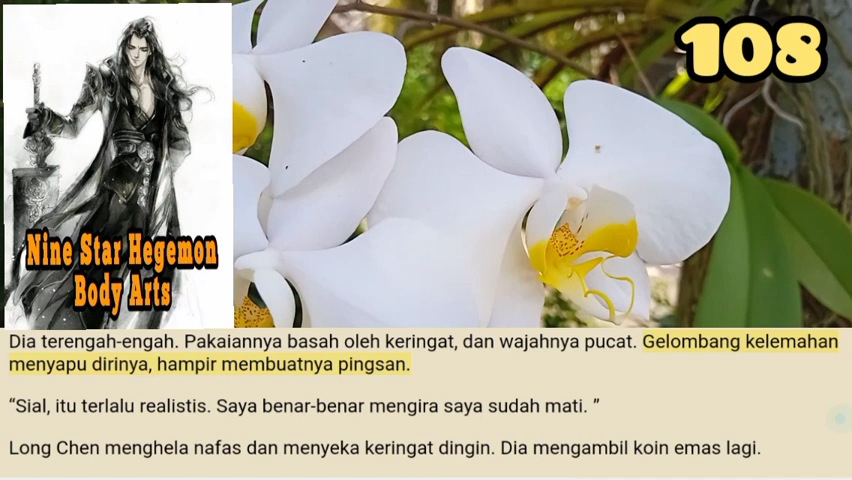 108
Nine Star Hegemon
Body Arts
Dia terengah-engah. Pakaiannya basah oleh keringat, dan wajahnya pucat. Gelombang kelemahan
menyapu dirinya, hampir membuatnya pingsan.
“Sial, itu terlalu realistis. Saya benar-benar mengira saya sudah mati. ”
Long Chen menghela nafas dan menyeka keringat dingin. Dia mengambil koin emas lagi.